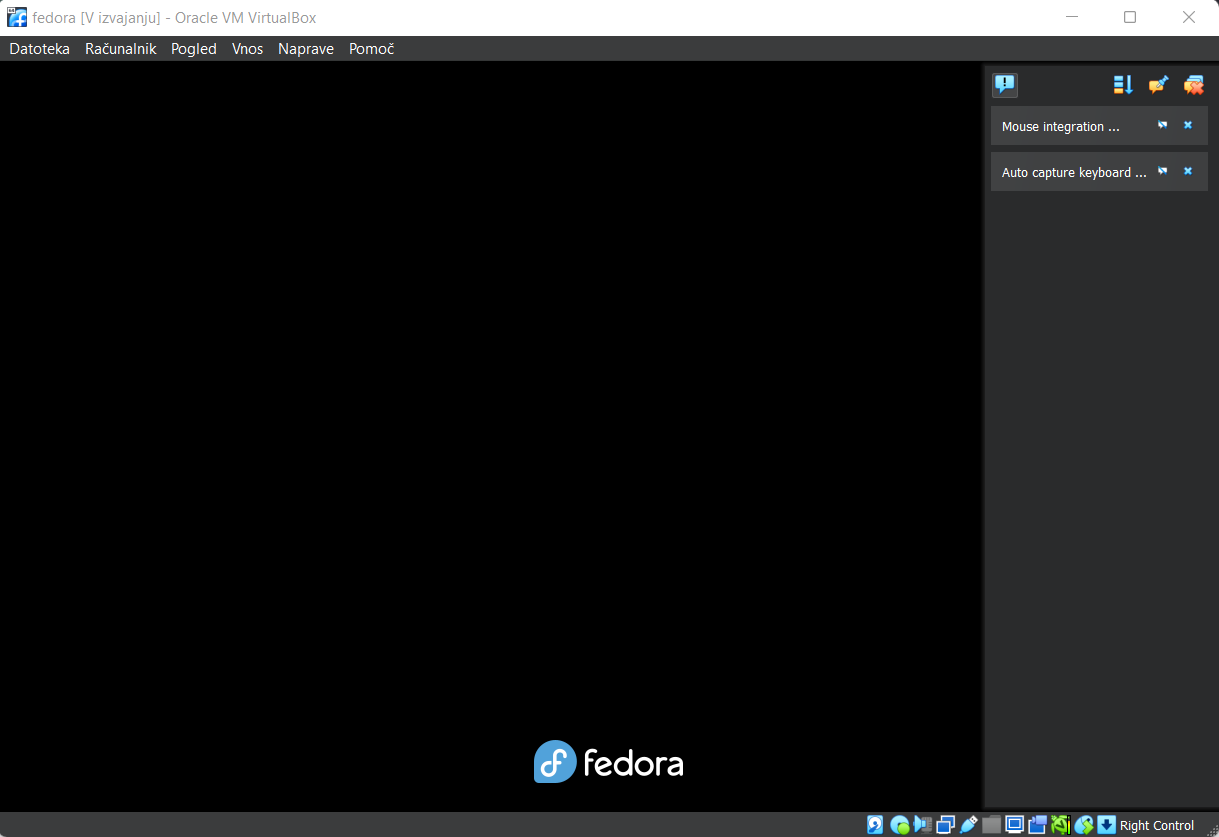 fedora [V izvajanju] - Oracle VM VirtualBox
Datoteka Računalnik Pogled Vnos Naprave Pomoč
Mouse integration ...
Auto capture keyboard ...
fedora
Right Control